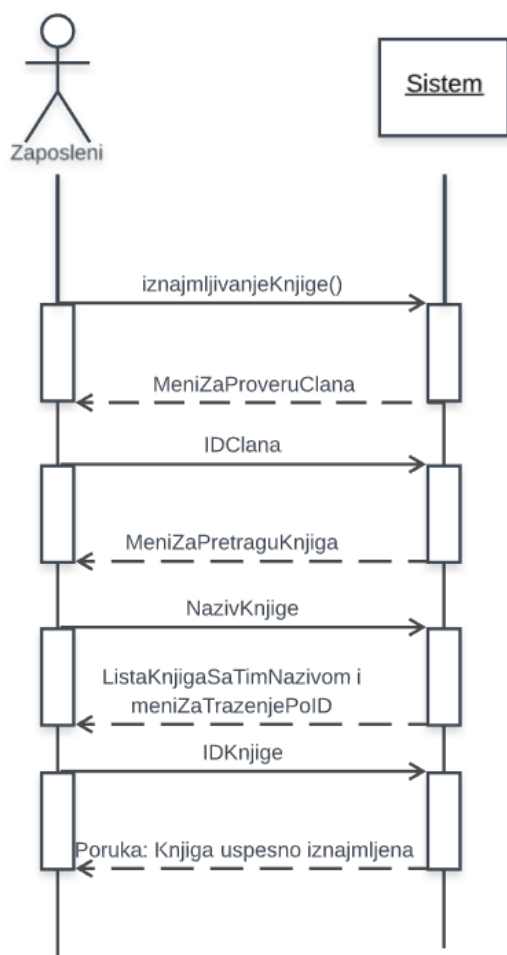 Zaposleni
Sistem
iznajmljivanjeKnjige()
MeniZaProveruClana
IDClana
MeniZaPretraguKnjiga
NazivKnjige
ListaKnjigaSaTimNazivom i
meniZaTrazenjePoID
IDKnjige
Poruka: Knjiga uspesno iznajmljena